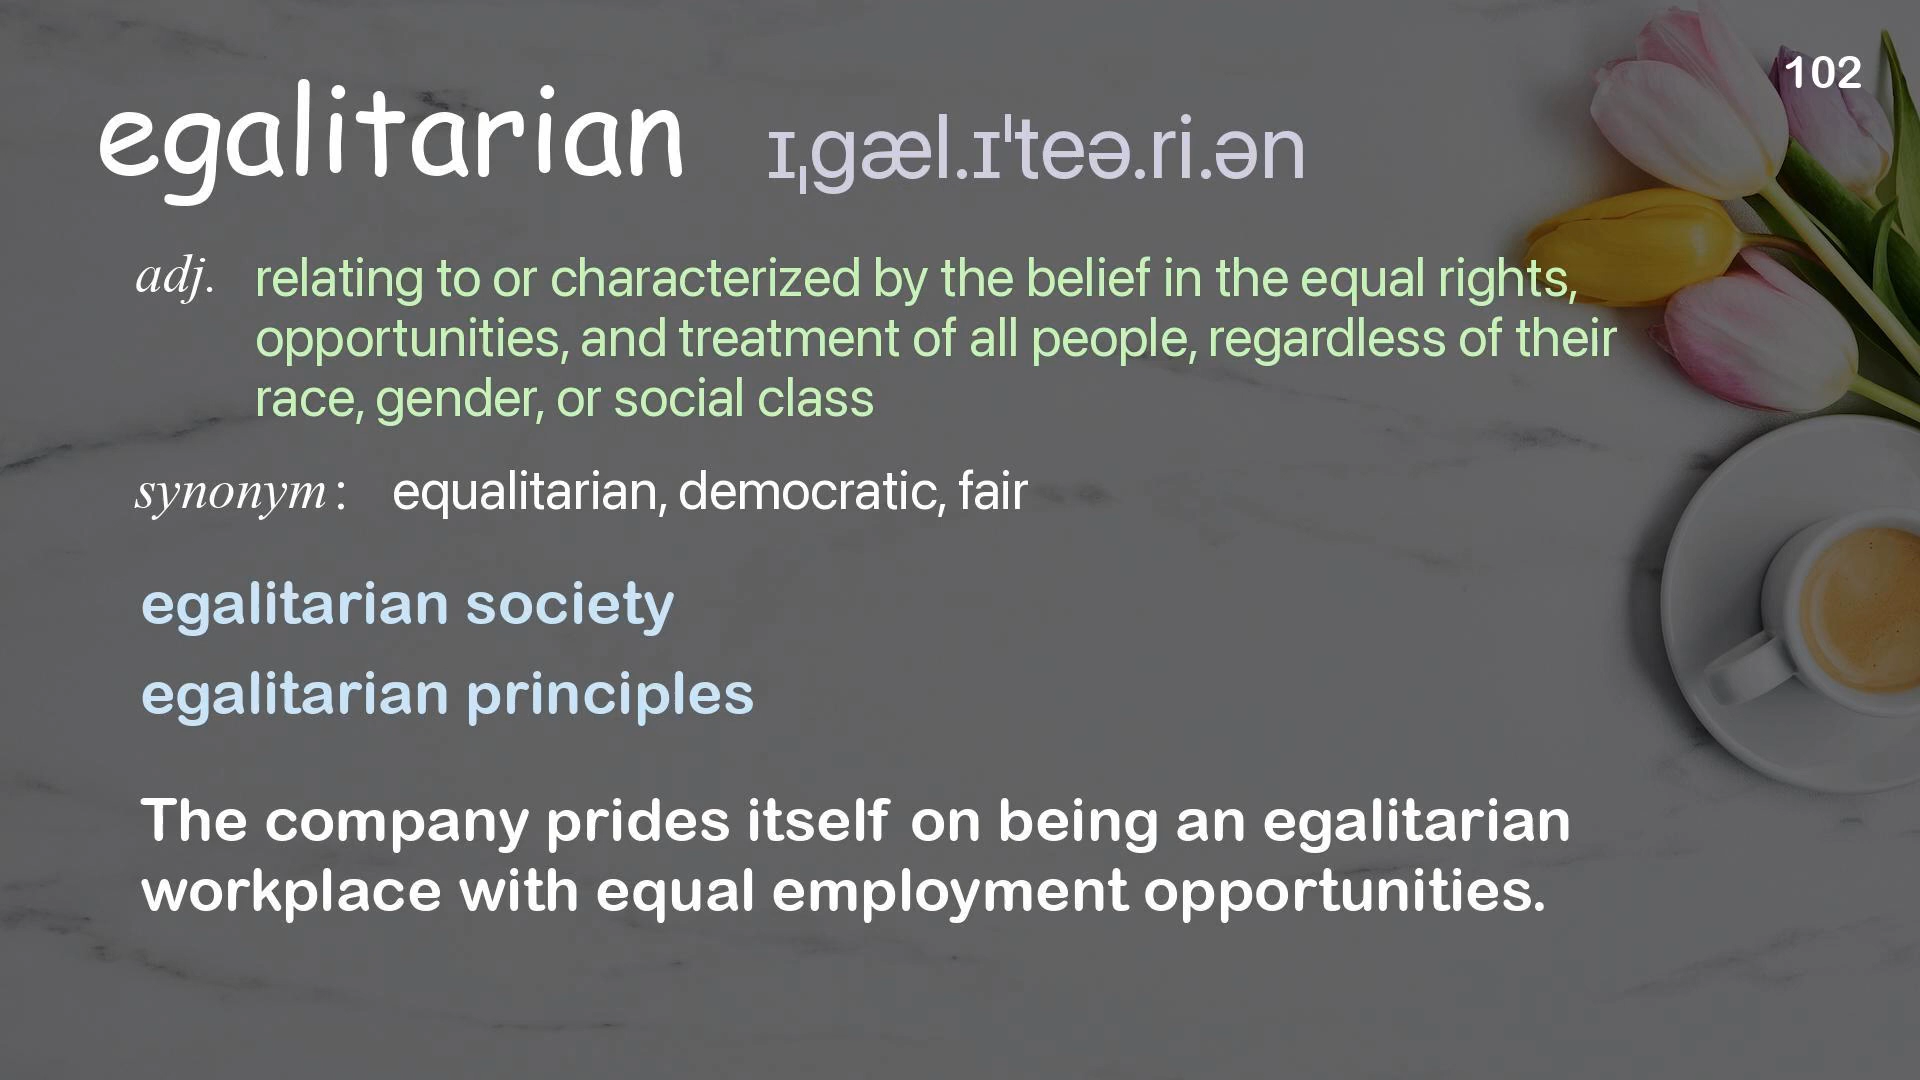 102
egalitarian ɪˌgæl.ɪˈteə.ri.ən
adj. relating to or characterized by the belief in the equal rights,
opportunities, and treatment of all people, regardless of their
race, gender, or social class
synonym: equalitarian, democratic, fair
egalitarian society
egalitarian principles
The company prides itself on being an egalitarian
workplace with equal employment opportunities.